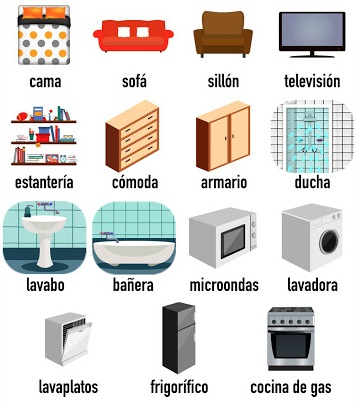 cama sofá sillón televisión
estantería cómoda armario ducha
lavabo bañera microondas lavadora
lavaplatos frigorífico cocina de gas